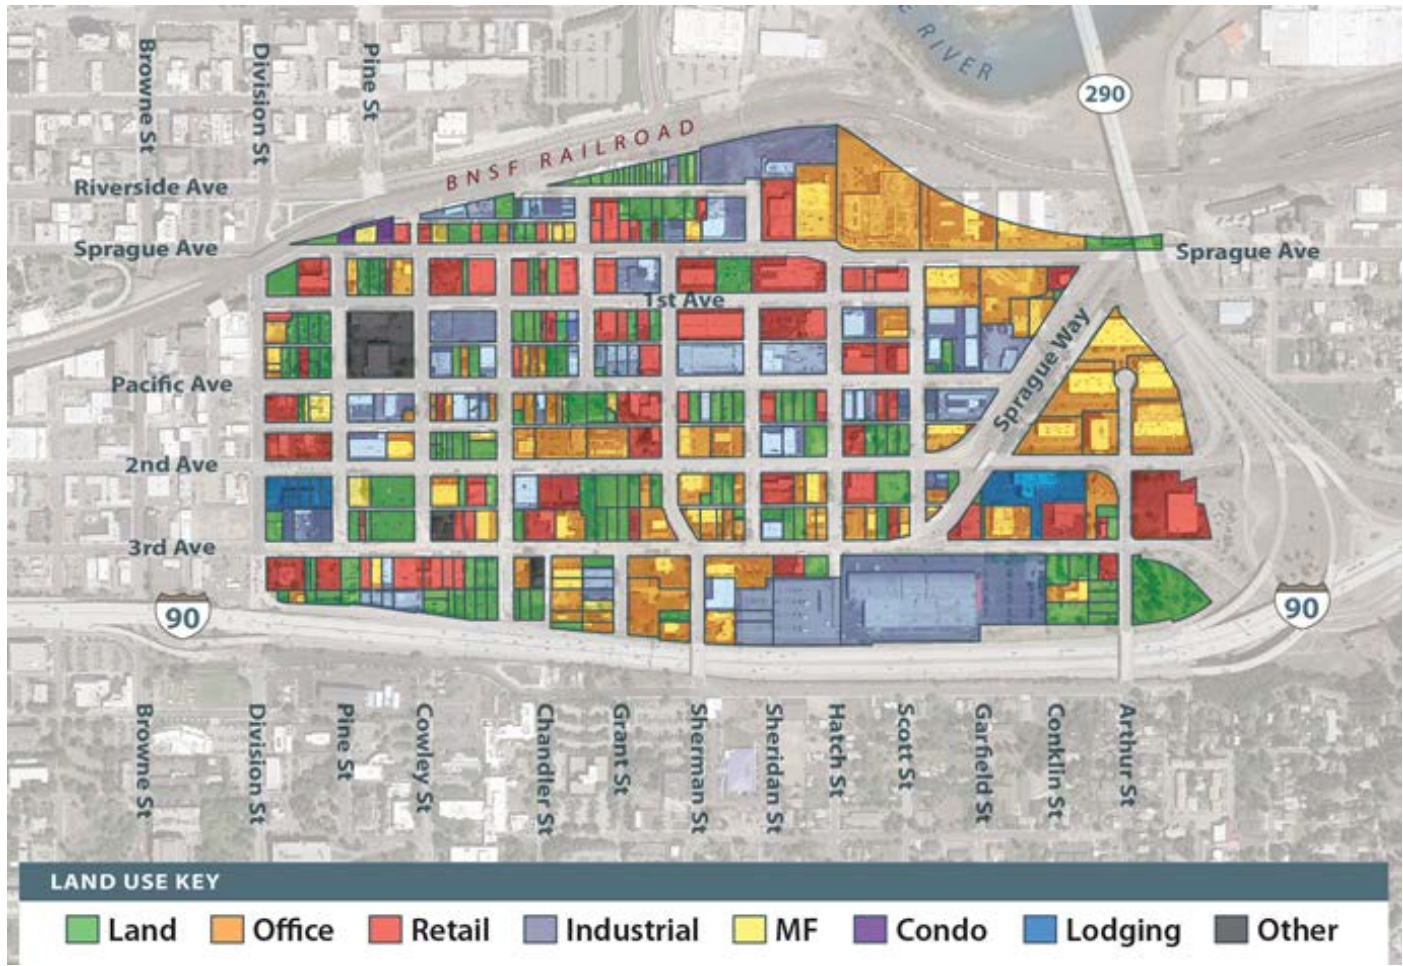 Browne St
Division St
Pine St
E RIVER
290
BNSF RAILROAD
Riverside Ave
Sprague Ave
Sprague Ave
1st Ave
Sprague Way
Pacific Ave
2nd Ave
3rd Ave
90
90
Browne St
Division St
Pine St
Cowley St
Chandler St
Grant St
Sherman St
Sheridan St
Hatch St
Scott St
Garfield St
Conklin St
Arthur St
LAND USE KEY
Land
Office
Retail
Industrial
MF
Condo
Lodging
Other